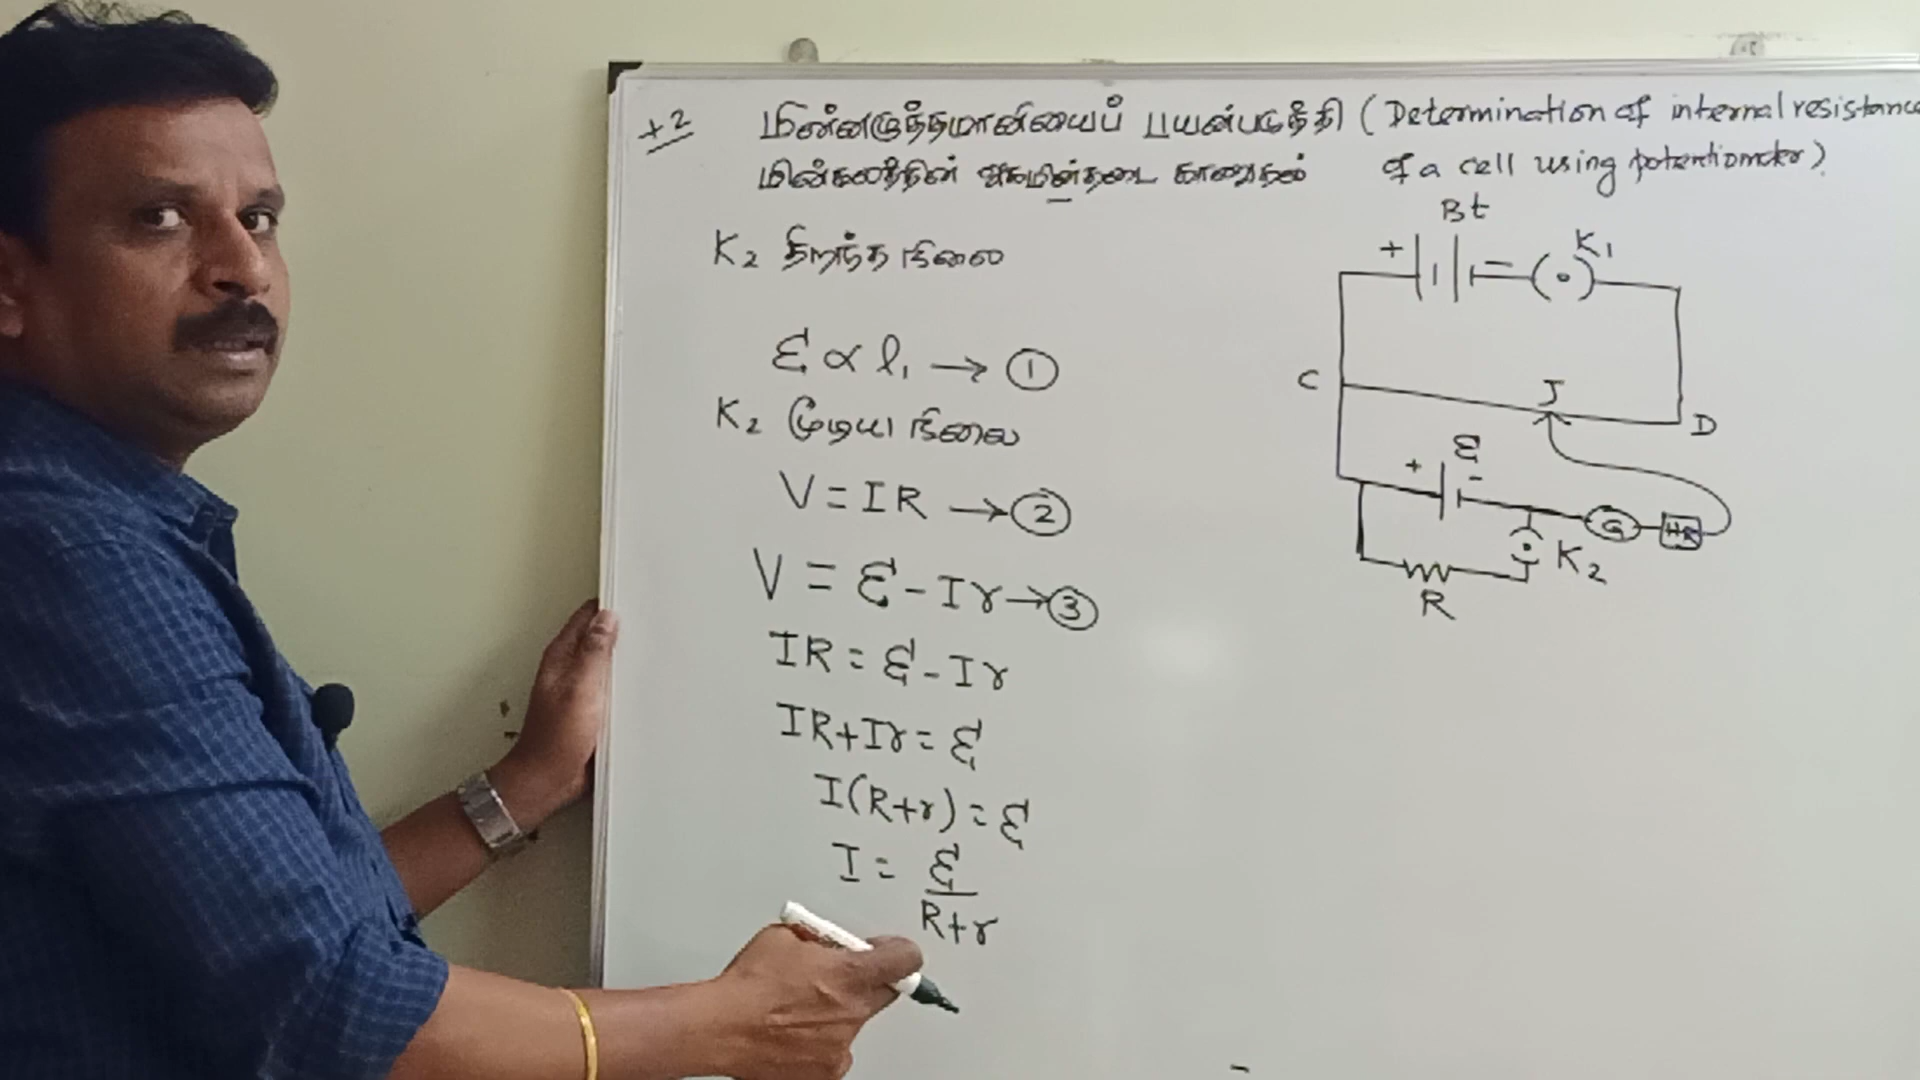 +2 மின்னழுத்தமானியைப் பயன்படுத்தி (Determination of internal resistance
மின்கலத்தின் அகமின்தடை காணுதல் of a cell using potentiometer)
K₂ திறந்த நிலை
ℰ ∝ l₁ → ①
K₂ மூடிய நிலை
V = IR → ②
V = ℰ - Ir → ③
IR = ℰ - Ir
IR + Ir = ℰ
I(R+r) = ℰ
I = ℰ / R+r
Bt
+ - K₁
C J D
+ ℰ -
G HR
K₂
R